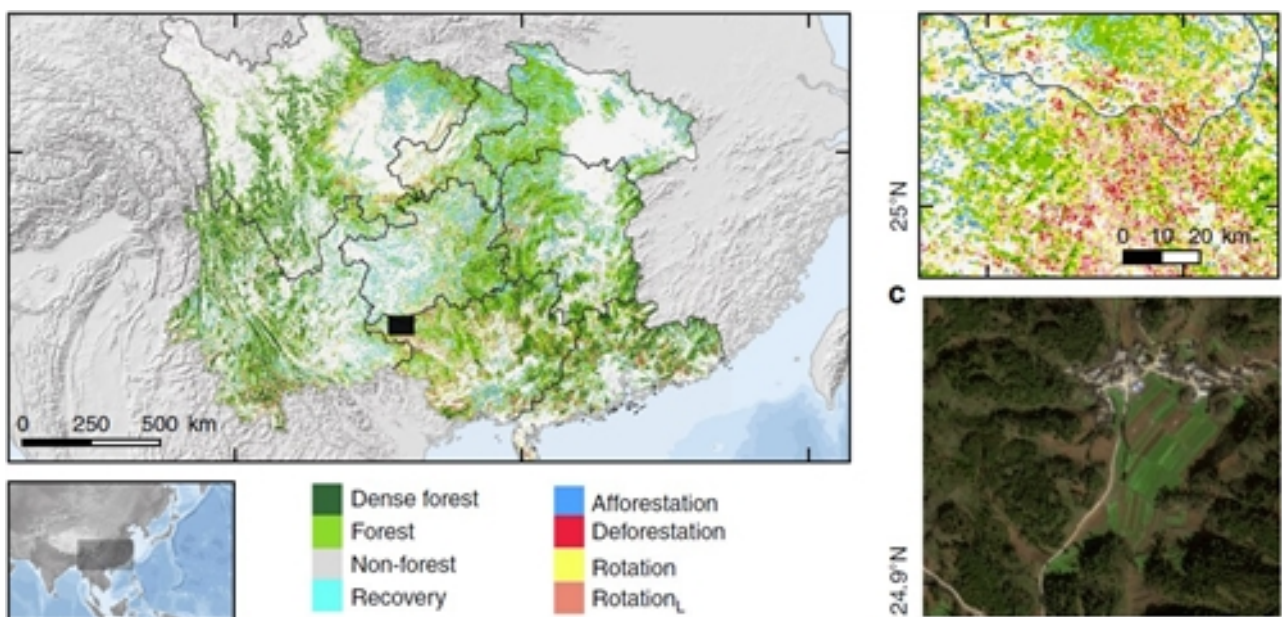 0 250 500 km
25°N
0 10 20 km
c
24.9°N
Dense forest
Forest
Non-forest
Recovery
Afforestation
Deforestation
Rotation
Rotation_L